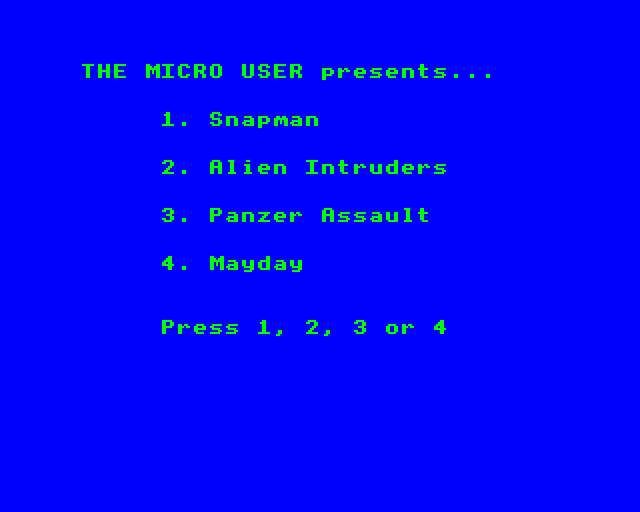 THE MICRO USER presents...
1. Snapman
2. Alien Intruders
3. Panzer Assault
4. Mayday
Press 1, 2, 3 or 4